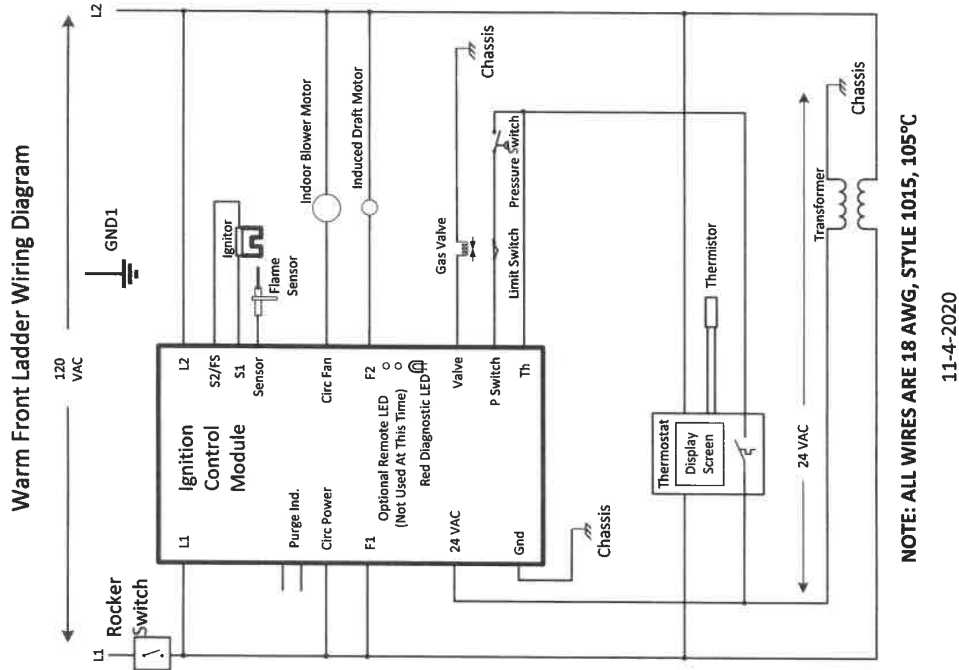 Warm Front Ladder Wiring Diagram
120
VAC
L1
L2
Rocker
Switch
GND1
Ignition
Control
Module
L1
Purge Ind.
Circ Power
F1
24 VAC
Gnd
L2
S2/FS
S1
Sensor
Circ Fan
F2
Optional Remote LED
(Not Used At This Time)
Red Diagnostic LED
Valve
P Switch
Th
Ignitor
Flame
Sensor
Indoor Blower Motor
Induced Draft Motor
Gas Valve
Chassis
Limit Switch
Pressure Switch
Chassis
Thermostat
Display
Screen
Thermistor
24 VAC
Transformer
Chassis
NOTE: ALL WIRES ARE 18 AWG, STYLE 1015, 105°C
11-4-2020